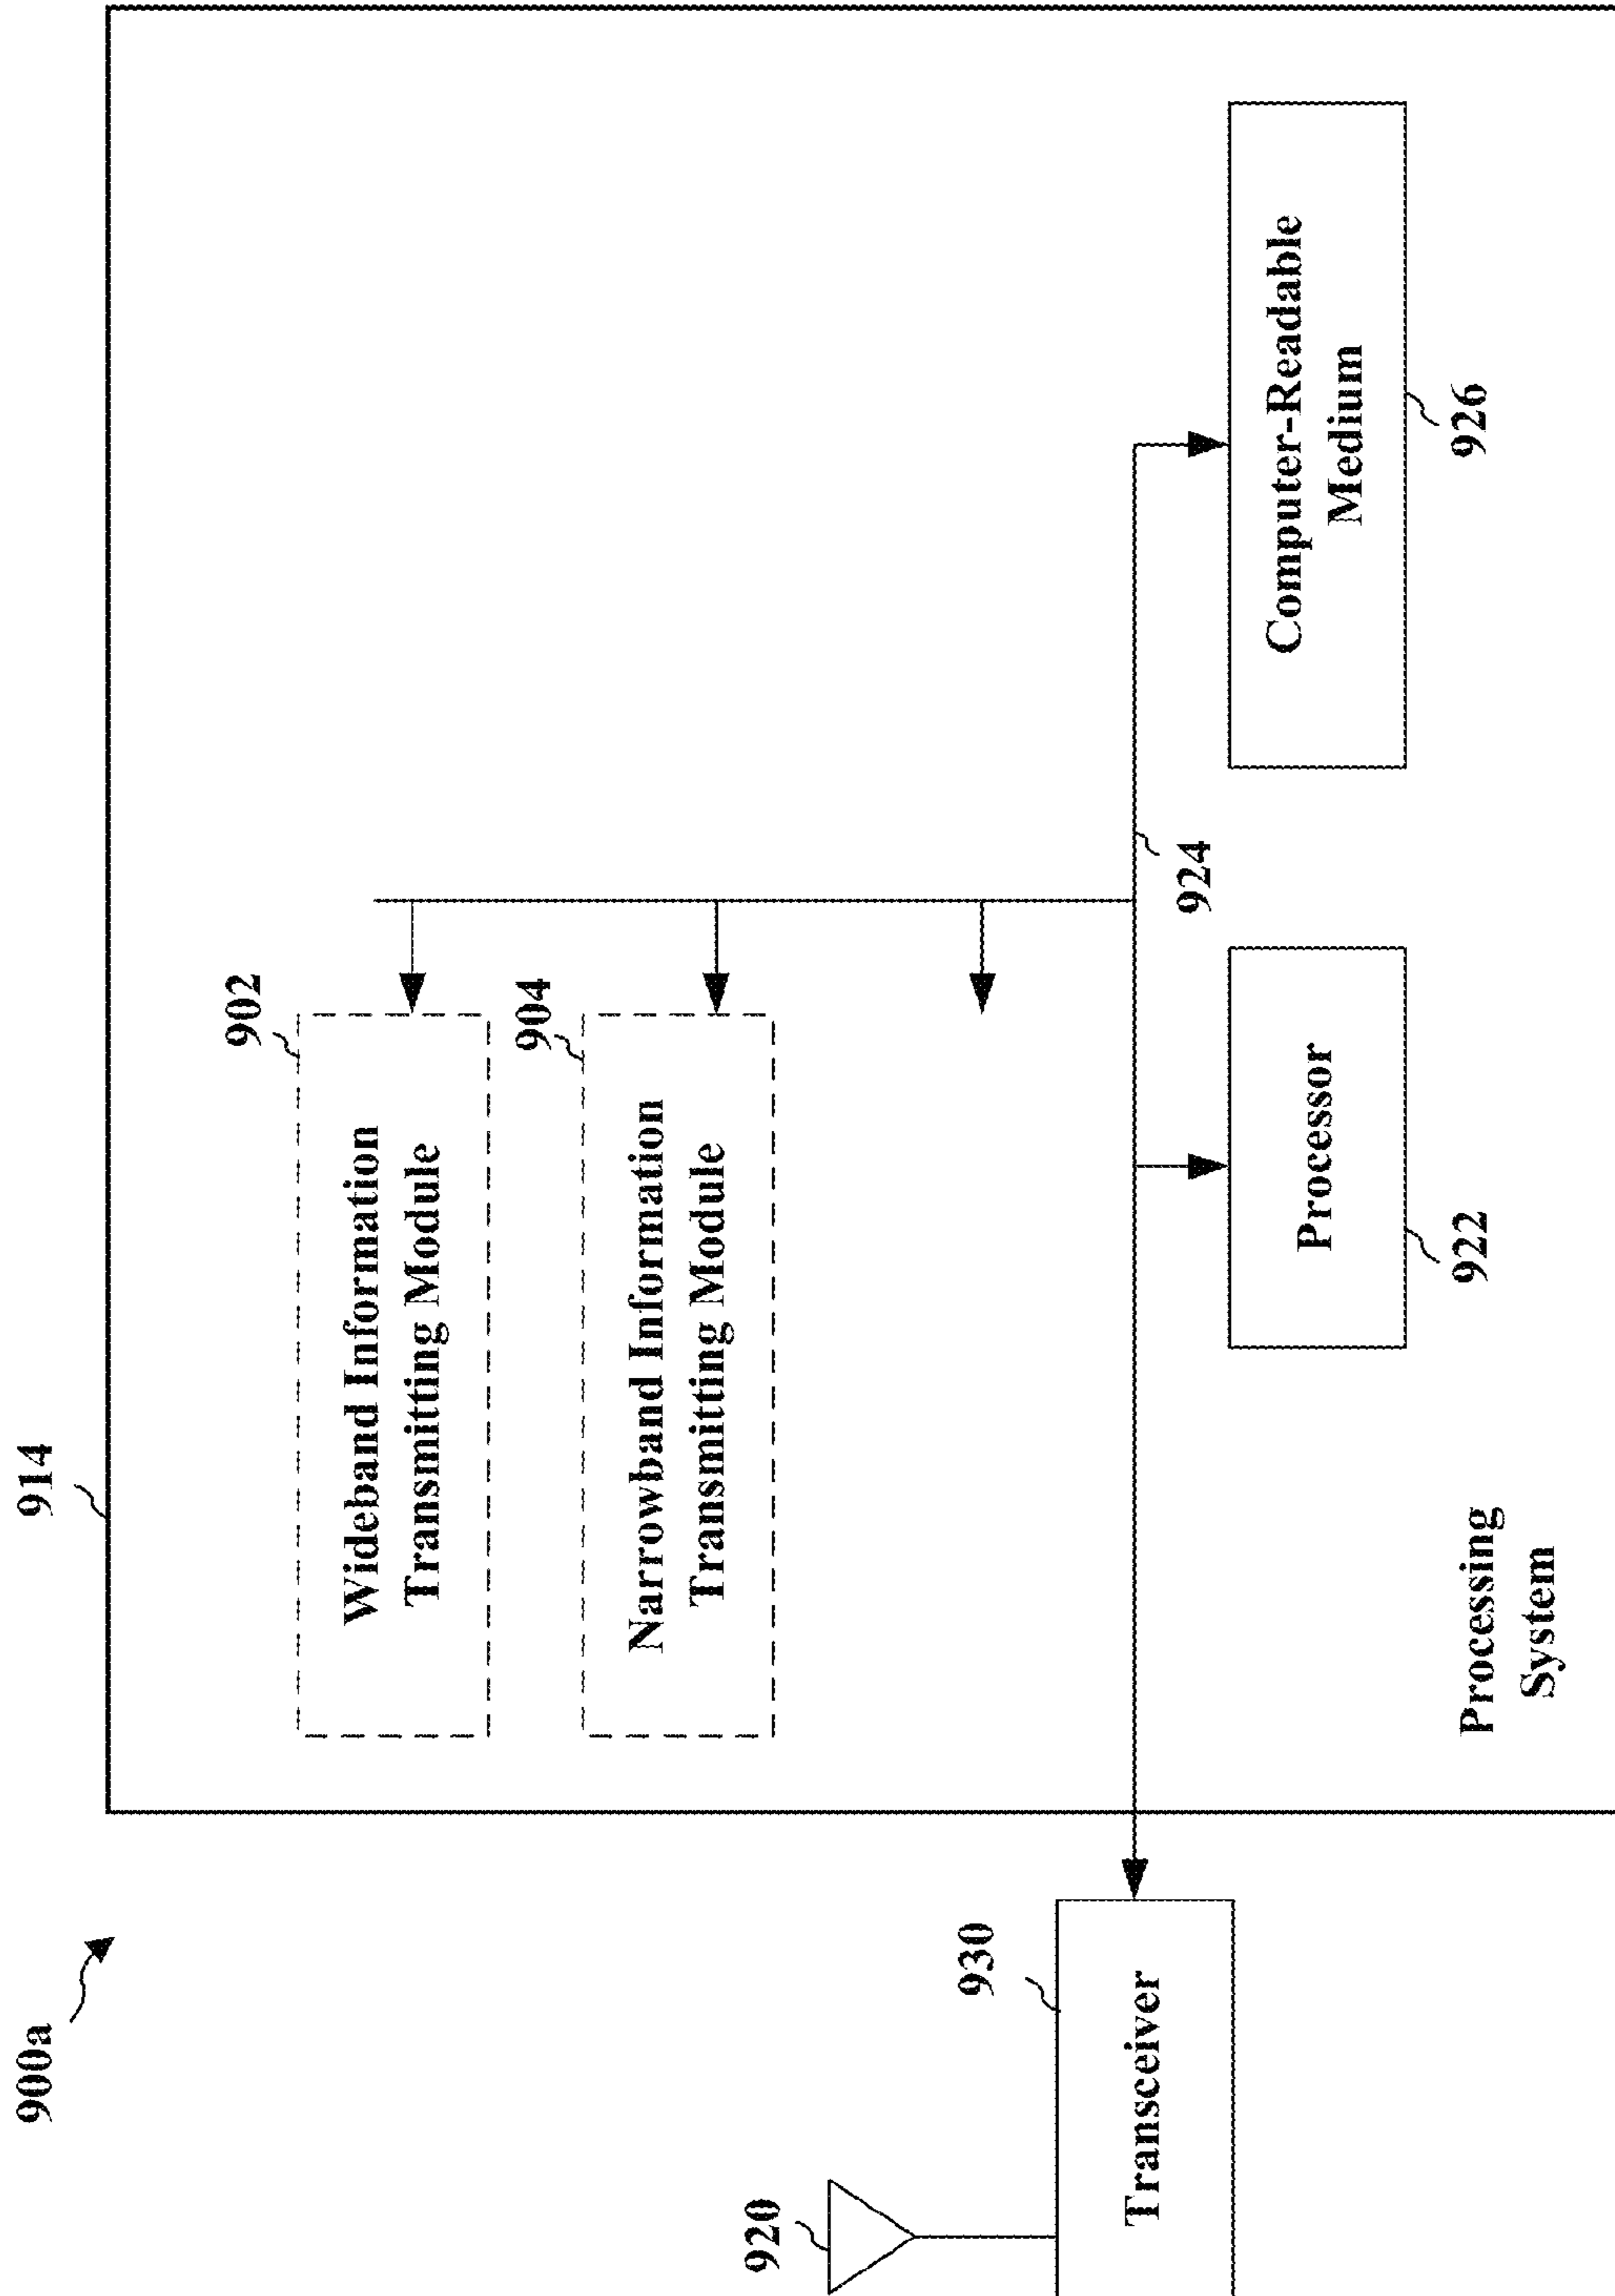 900a
914
902
Wideband Information
Transmitting Module
904
Narrowband Information
Transmitting Module
920
930
Transceiver
924
Processor
922
Computer-Readable
Medium
926
Processing
System